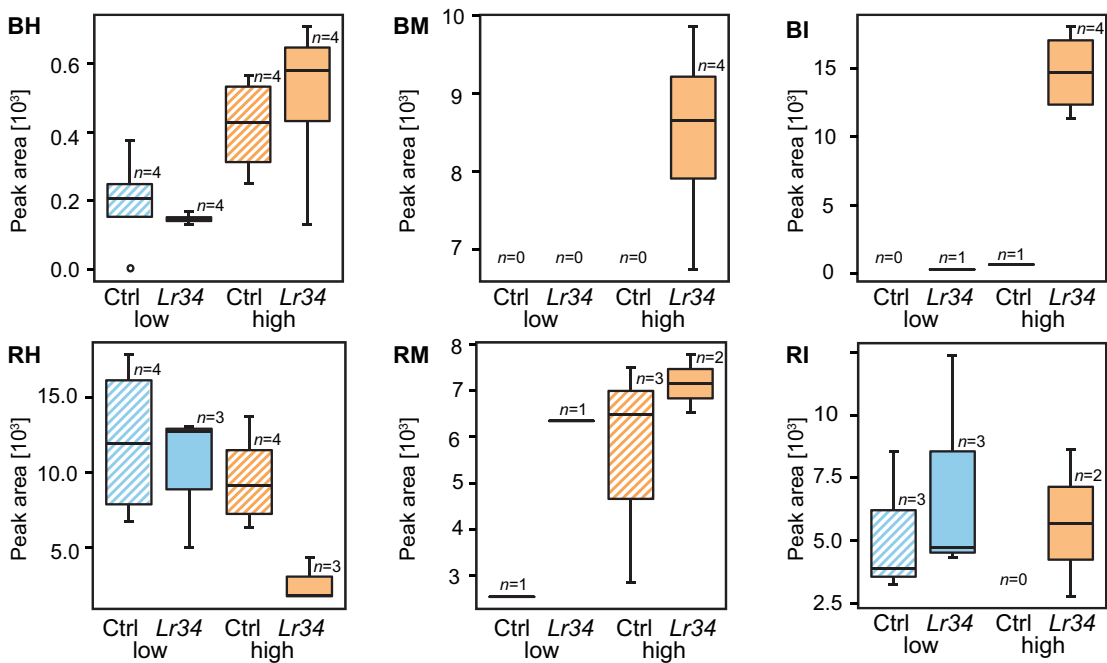 BH
Peak area [10³]
0.6
0.4
0.2
0.0
n=4
n=4
n=4
n=4
Ctrl Lr34 Ctrl Lr34
low high
BM
Peak area [10³]
10
9
8
7
n=0
n=0
n=0
n=4
Ctrl Lr34 Ctrl Lr34
low high
BI
Peak area [10³]
15
10
5
0
n=0
n=1
n=1
n=4
Ctrl Lr34 Ctrl Lr34
low high
RH
Peak area [10³]
15.0
10.0
5.0
n=4
n=3
n=4
n=3
Ctrl Lr34 Ctrl Lr34
low high
RM
Peak area [10³]
8
7
6
5
4
3
n=1
n=1
n=3
n=2
Ctrl Lr34 Ctrl Lr34
low high
RI
Peak area [10³]
10
7.5
5.0
2.5
n=3
n=3
n=0
n=2
Ctrl Lr34 Ctrl Lr34
low high